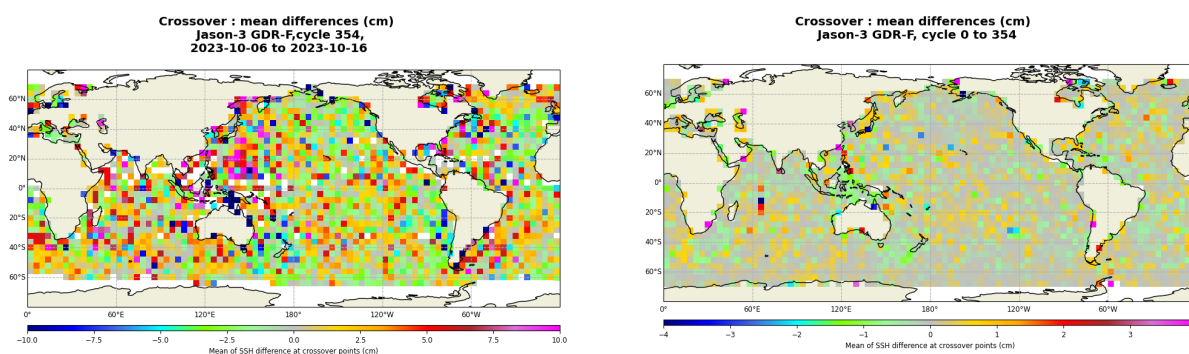 Crossover : mean differences (cm)
Jason-3 GDR-F,cycle 354,
2023-10-06 to 2023-10-16
60°N
40°N
20°N
0°
20°S
40°S
60°S
0°
60°E
120°E
180°
120°W
60°W
−10.0
−7.5
−5.0
−2.5
0.0
2.5
5.0
7.5
10.0
Mean of SSH difference at crossover points (cm)
Crossover : mean differences (cm)
Jason-3 GDR-F, cycle 0 to 354
60°N
40°N
20°N
0°
20°S
40°S
60°S
0°
60°E
120°E
180°
120°W
60°W
−4
−3
−2
−1
0
1
2
3
Mean of SSH difference at crossover points (cm)